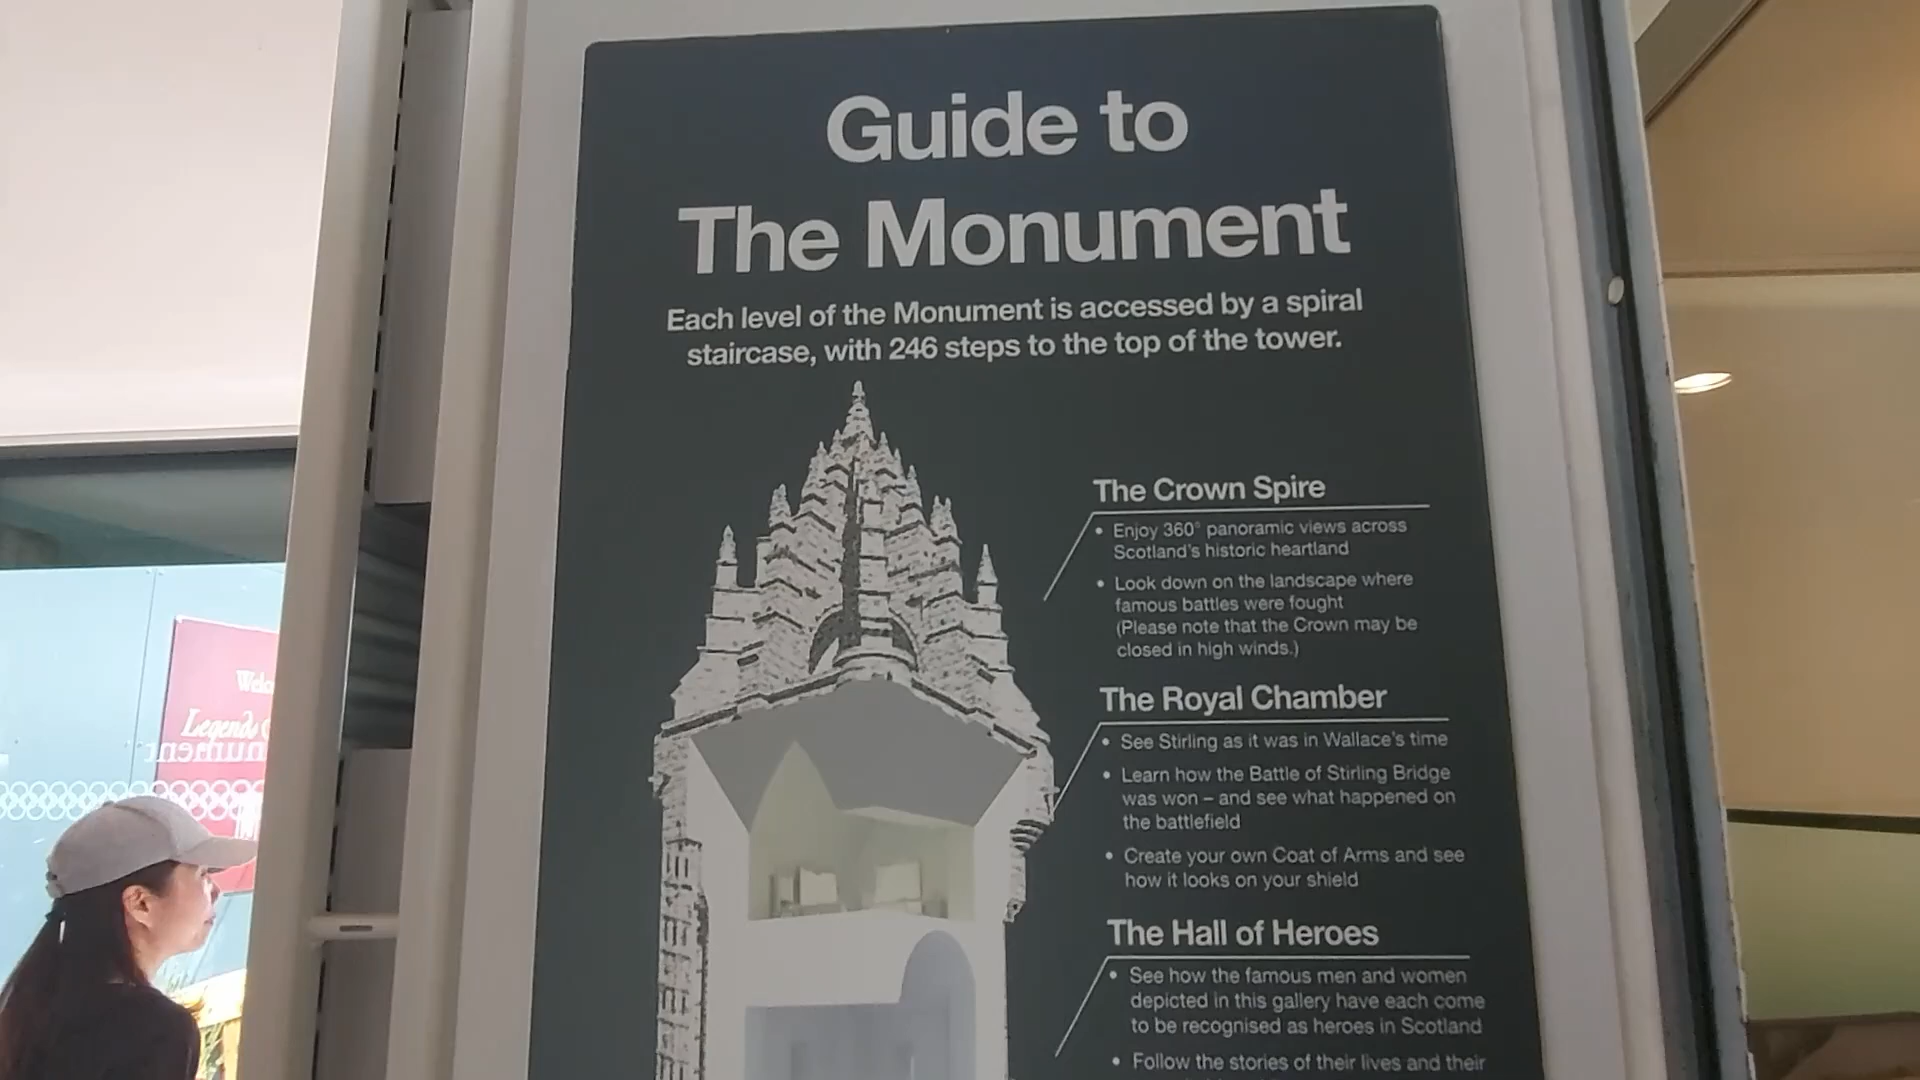 Guide to
The Monument
Each level of the Monument is accessed by a spiral
staircase, with 246 steps to the top of the tower.
The Crown Spire
• Enjoy 360° panoramic views across
Scotland's historic heartland
• Look down on the landscape where
famous battles were fought
(Please note that the Crown may be
closed in high winds.)
The Royal Chamber
• See Stirling as it was in Wallace's time
• Learn how the Battle of Stirling Bridge
was won – and see what happened on
the battlefield
• Create your own Coat of Arms and see
how it looks on your shield
The Hall of Heroes
• See how the famous men and women
depicted in this gallery have each come
to be recognised as heroes in Scotland
• Follow the stories of their lives and their
Legends